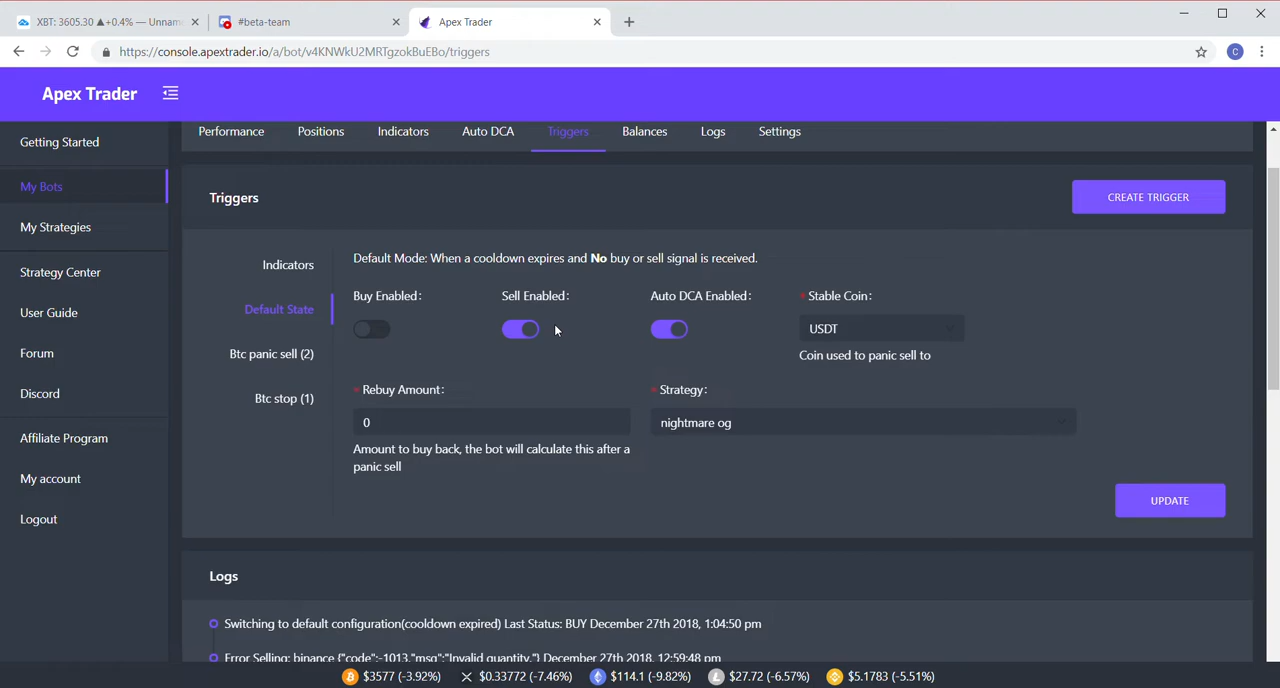 XBT: 3605.30 ▲+0.4% — Unnam
#beta-team
Apex Trader
https://console.apextrader.io/a/bot/v4KNWkU2MRTgzokBuEBo/triggers
C
Apex Trader
Performance Positions Indicators Auto DCA Triggers Balances Logs Settings
Getting Started
My Bots
My Strategies
Strategy Center
User Guide
Forum
Discord
Affiliate Program
My account
Logout
Triggers
CREATE TRIGGER
Indicators
Default State
Btc panic sell (2)
Btc stop (1)
Default Mode: When a cooldown expires and No buy or sell signal is received.
Buy Enabled: Sell Enabled: Auto DCA Enabled: * Stable Coin:
USDT
Coin used to panic sell to
* Rebuy Amount: * Strategy:
0 nightmare og
Amount to buy back, the bot will calculate this after a
panic sell
UPDATE
Logs
Switching to default configuration(cooldown expired) Last Status: BUY December 27th 2018, 1:04:50 pm
Error Selling: binance {"code":-1013,"msg":"Invalid quantity."} December 27th 2018, 12:59:48 pm
$3577 (-3.92%) $0.33772 (-7.46%) $114.1 (-9.82%) $27.72 (-6.57%) $5.1783 (-5.51%)